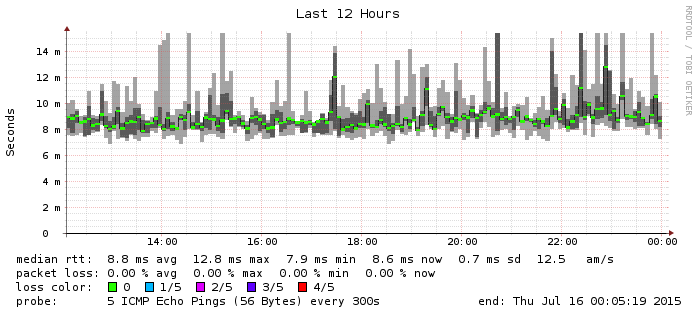 Last 12 Hours
RRDTOOL / TOBI OETIKER
Seconds
14 m
12 m
10 m
8 m
6 m
4 m
2 m
0
14:00 16:00 18:00 20:00 22:00 00:00
median rtt: 8.8 ms avg 12.8 ms max 7.9 ms min 8.6 ms now 0.7 ms sd 12.5 am/s
packet loss: 0.00 % avg 0.00 % max 0.00 % min 0.00 % now
loss color: 0 1/5 2/5 3/5 4/5
probe: 5 ICMP Echo Pings (56 Bytes) every 300s end: Thu Jul 16 00:05:19 2015